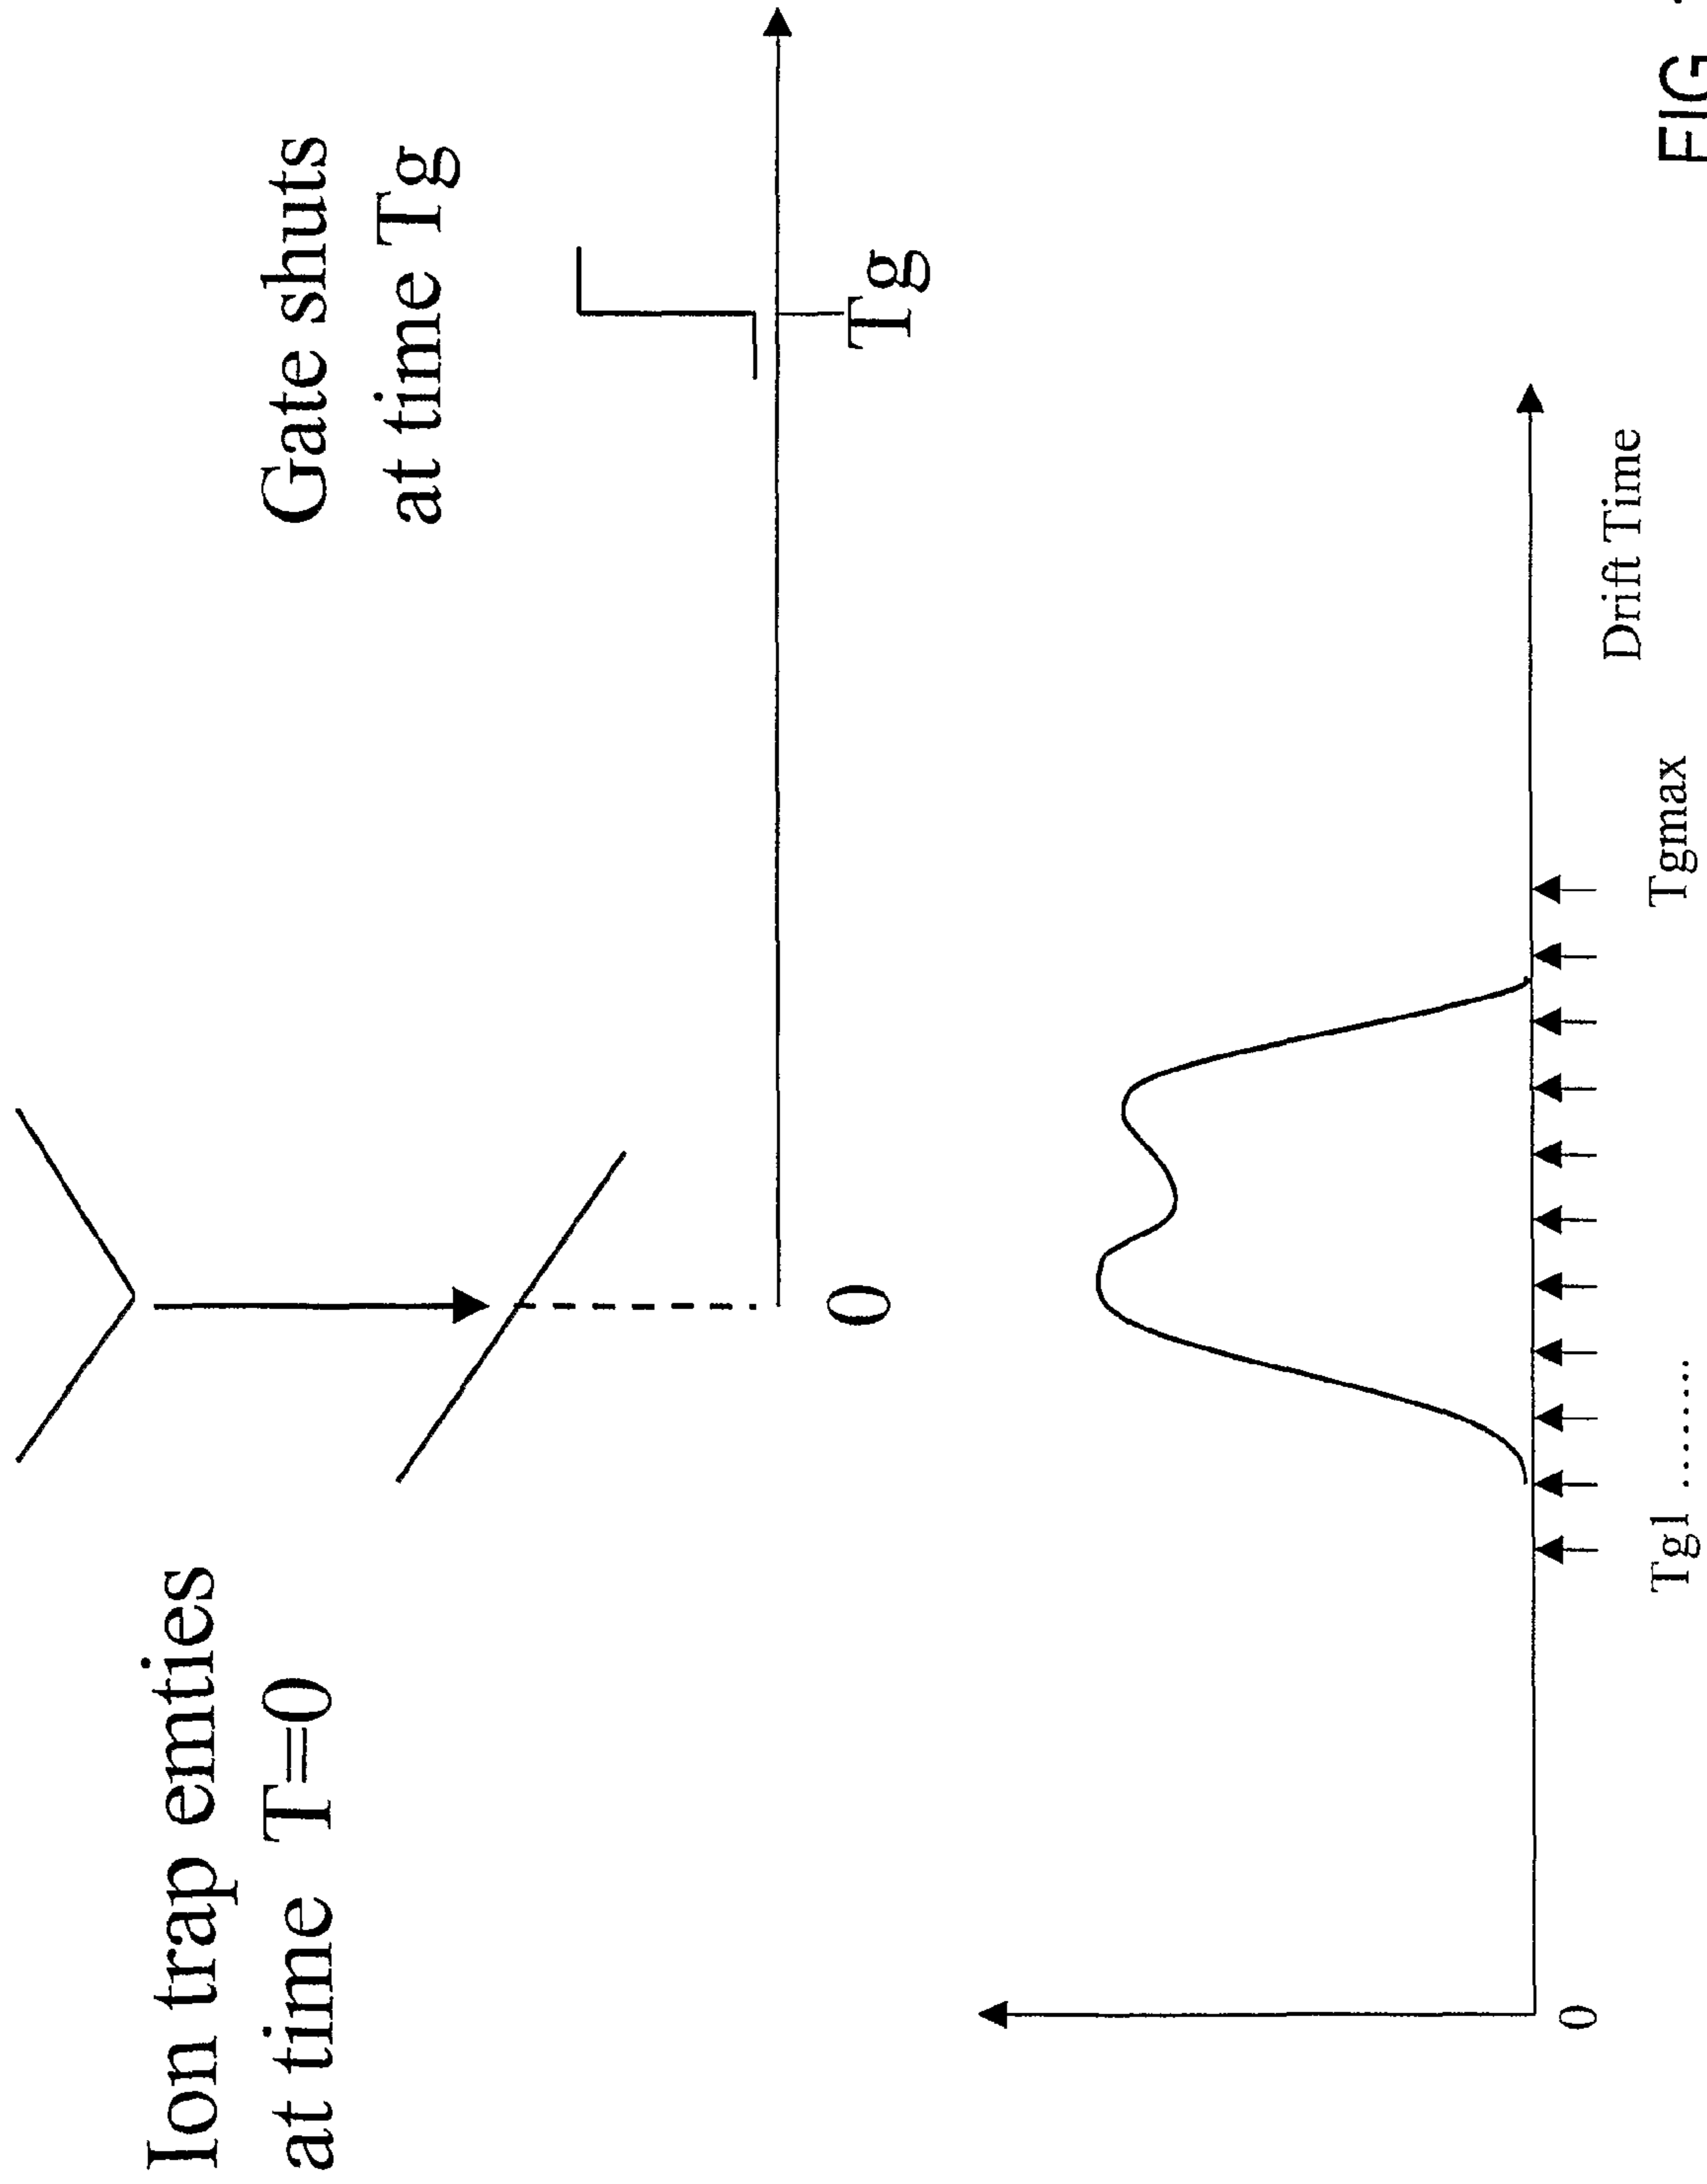 Ion trap emties
at time T=0
Gate shuts
at time Tg
0
Tg
0
Drift Time
Tg1 ........
Tgmax
FIG